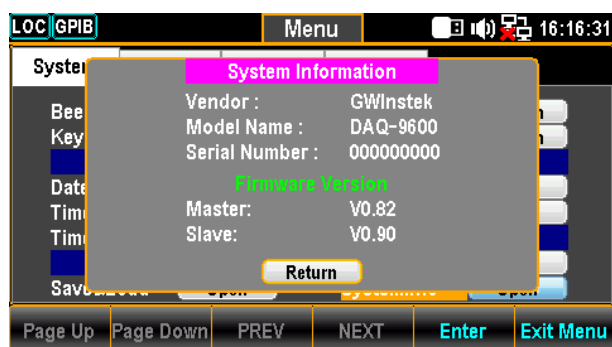 LOC GPIB Menu 16:16:31
System Information
Vendor : GWInstek
Model Name : DAQ-9600
Serial Number : 000000000
Firmware Version
Master: V0.82
Slave: V0.90
Return
Page Up Page Down PREV NEXT Enter Exit Menu